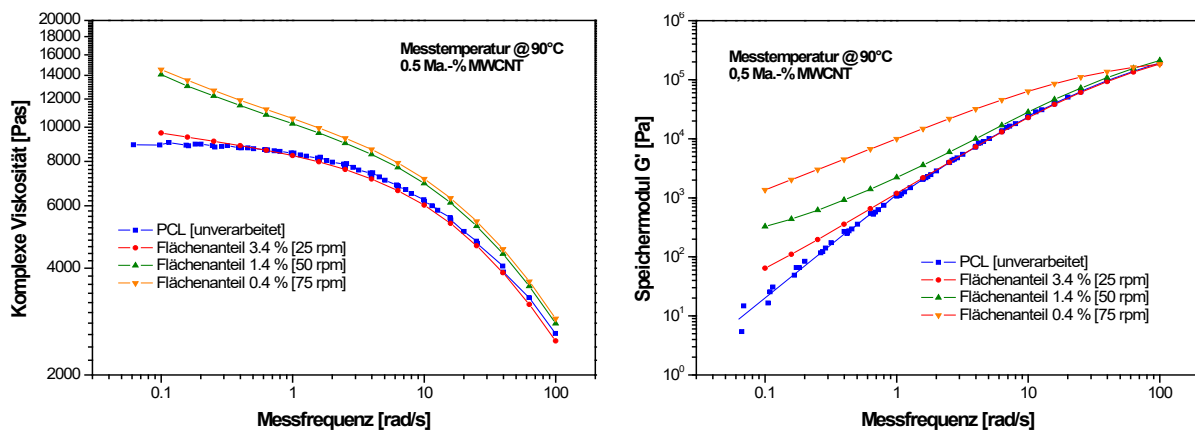 20000
18000
16000
14000
12000
10000
8000
6000
4000
2000
Komplexe Viskosität [Pas]
Messtemperatur @ 90°C
0.5 Ma.-% MWCNT
PCL [unverarbeitet]
Flächenanteil 3.4 % [25 rpm]
Flächenanteil 1.4 % [50 rpm]
Flächenanteil 0.4 % [75 rpm]
0.1 1 10 100
Messfrequenz [rad/s]
10⁶
10⁵
10⁴
10³
10²
10¹
10⁰
Speichermodul G' [Pa]
Messtemperatur @ 90°C
0,5 Ma.-% MWCNT
PCL [unverarbeitet]
Flächenanteil 3.4 % [25 rpm]
Flächenanteil 1.4 % [50 rpm]
Flächenanteil 0.4 % [75 rpm]
0.1 1 10 100
Messfrequenz [rad/s]